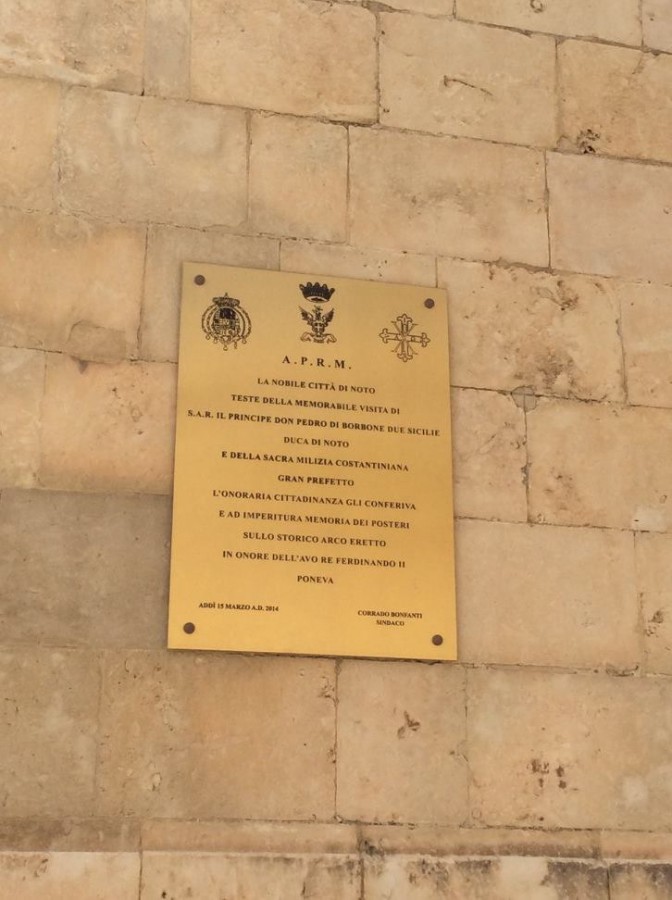 A.P.R.M.
LA NOBILE CITTÀ DI NOTO
TESTE DELLA MEMORABILE VISITA DI
S.A.R. IL PRINCIPE DON PEDRO DI BORBONE DUE SICILIE
DUCA DI NOTO
E DELLA SACRA MILIZIA COSTANTINIANA
GRAN PREFETTO
L'ONORARIA CITTADINANZA GLI CONFERIVA
E AD IMPERITURA MEMORIA DEI POSTERI
SULLO STORICO ARCO ERETTO
IN ONORE DELL'AVO RE FERDINANDO II
PONEVA
ADDÌ 15 MARZO A.D. 2014
CORRADO BONFANTI
SINDACO